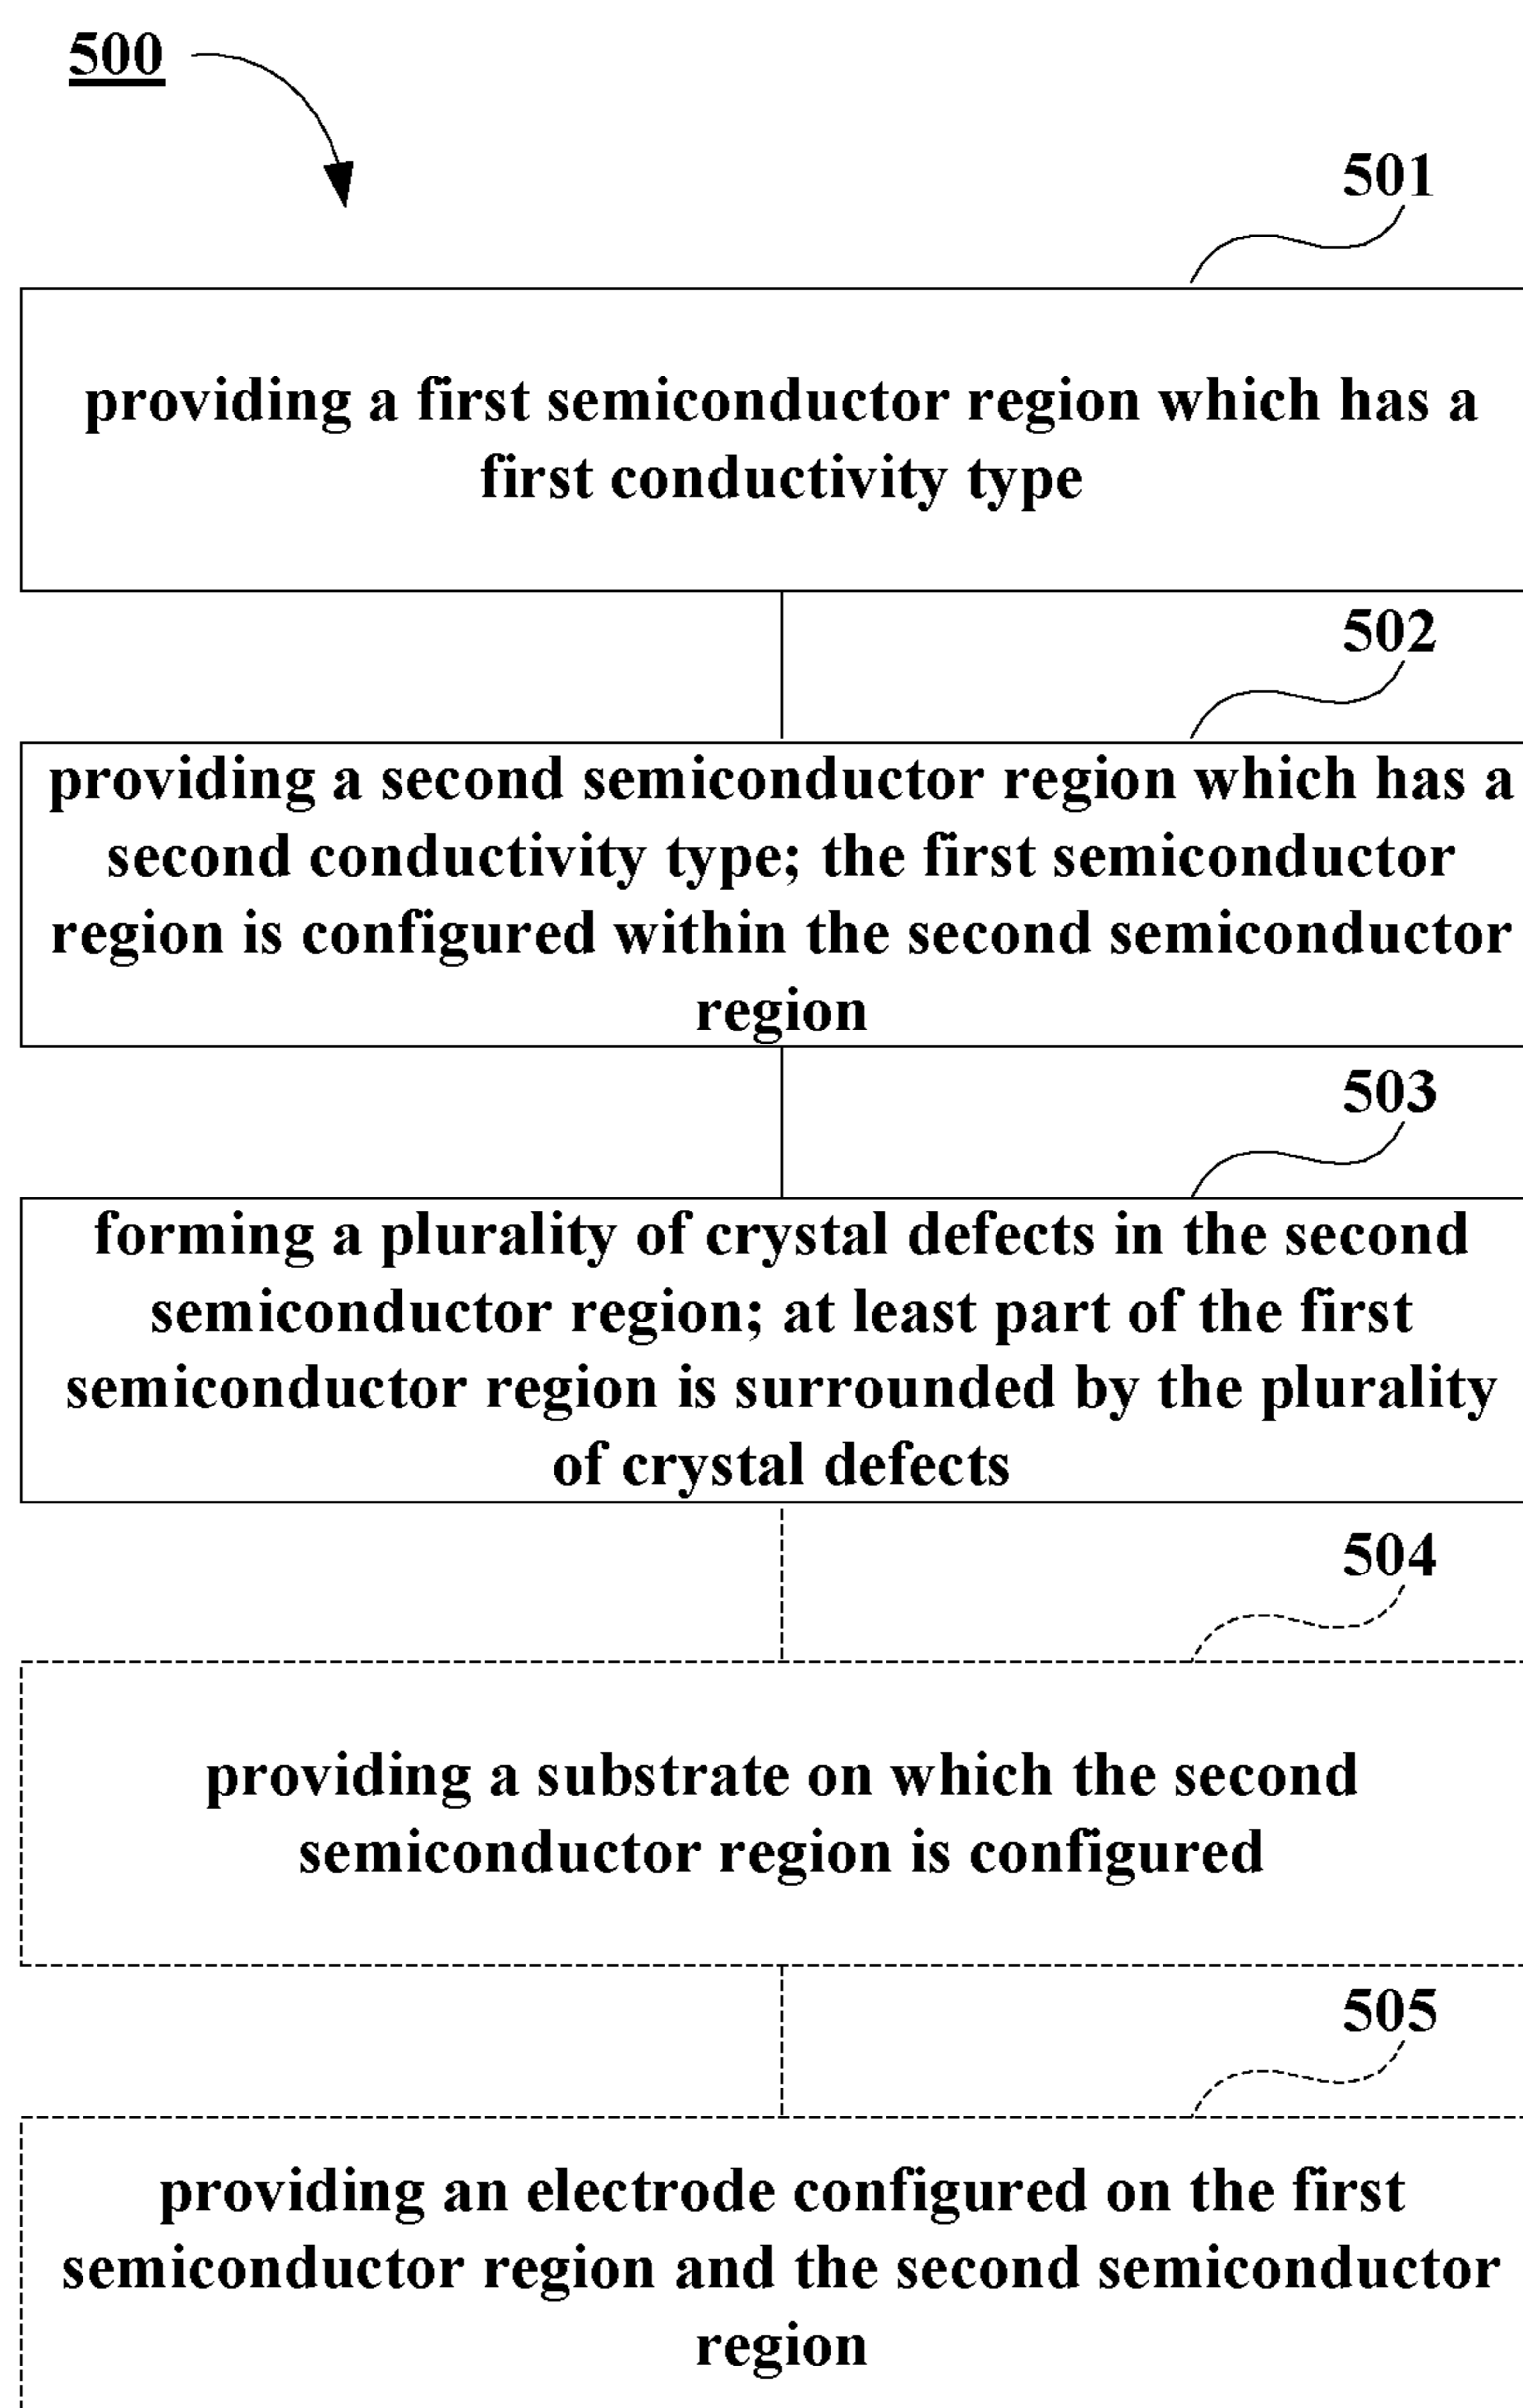 500
501
providing a first semiconductor region which has a
first conductivity type
502
providing a second semiconductor region which has a
second conductivity type; the first semiconductor
region is configured within the second semiconductor
region
503
forming a plurality of crystal defects in the second
semiconductor region; at least part of the first
semiconductor region is surrounded by the plurality
of crystal defects
504
providing a substrate on which the second
semiconductor region is configured
505
providing an electrode configured on the first
semiconductor region and the second semiconductor
region